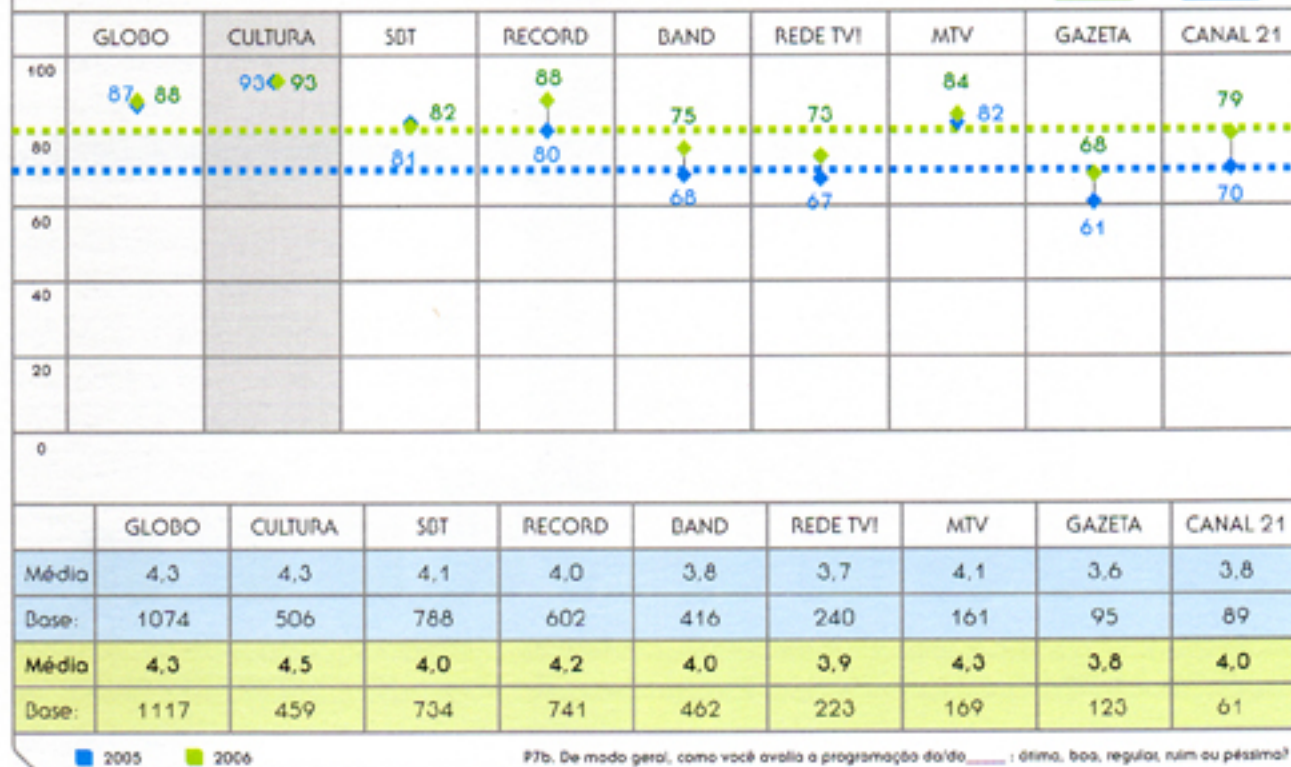 GLOBO CULTURA SBT RECORD BAND REDE TV! MTV GAZETA CANAL 21
100
87 88 93 93 82 88 75 73 84 82 79
80
81 80 68 67 68 70
60
61
40
20
0
GLOBO CULTURA SBT RECORD BAND REDE TV! MTV GAZETA CANAL 21
Média 4,3 4,3 4,1 4,0 3,8 3,7 4,1 3,6 3,8
Base: 1074 506 788 602 416 240 161 95 89
Média 4,3 4,5 4,0 4,2 4,0 3,9 4,3 3,8 4,0
Base: 1117 459 734 741 462 223 169 123 61
2005 2006 P7b. De modo geral, como você avalia a programação da/do____ : ótima, boa, regular, ruim ou péssima?